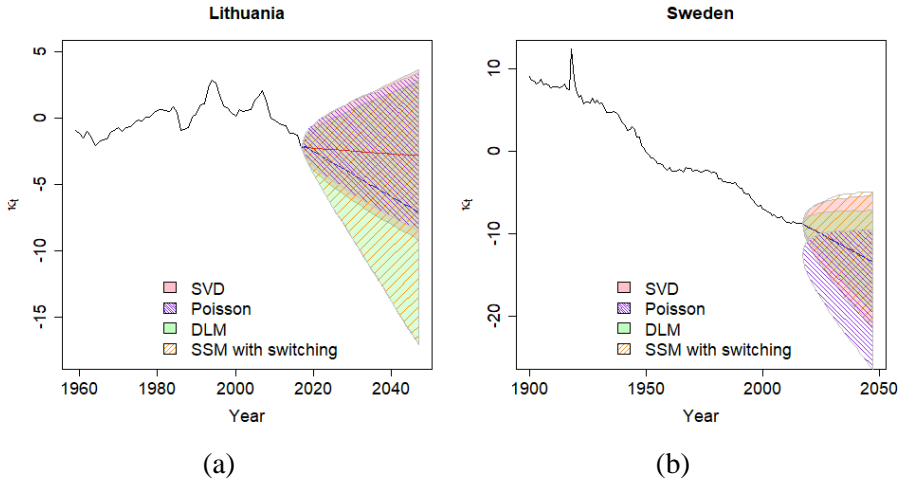 Lithuania
5
0
-5
-10
-15
κt
1960
1980
2000
2020
2040
Year
SVD
Poisson
DLM
SSM with switching
(a)
Sweden
10
0
-10
-20
κt
1900
1950
2000
2050
Year
SVD
Poisson
DLM
SSM with switching
(b)